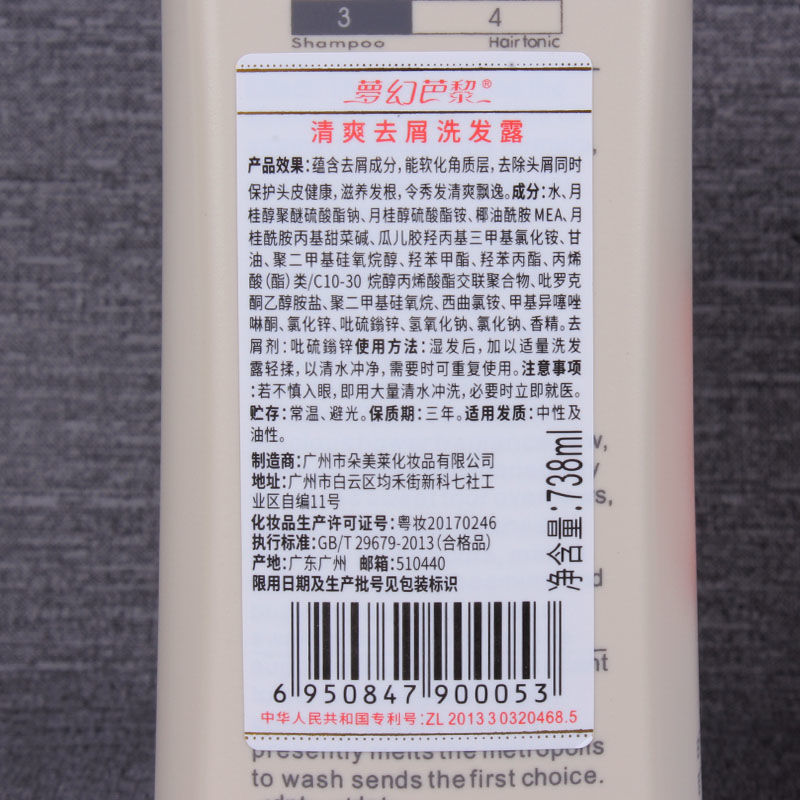 3 4
Shampoo Hair tonic
夢幻芭黎®
清爽去屑洗发露
产品效果:蕴含去屑成分,能软化角质层,去除头屑同时
保护头皮健康,滋养发根,令秀发清爽飘逸。成分:水、月
桂醇聚醚硫酸酯钠、月桂醇硫酸酯铵、椰油酰胺MEA、月
桂酰胺丙基甜菜碱、瓜儿胶羟丙基三甲基氯化铵、甘
油、聚二甲基硅氧烷醇、羟苯甲酯、羟苯丙酯、丙烯
酸(酯)类/C10-30 烷醇丙烯酸酯交联聚合物、吡罗克
酮乙醇胺盐、聚二甲基硅氧烷、西曲氯铵、甲基异噻唑
啉酮、氯化锌、吡硫鎓锌、氢氧化钠、氯化钠、香精。去
屑剂:吡硫鎓锌使用方法:湿发后,加以适量洗发
露轻揉,以清水冲净,需要时可重复使用。注意事项
:若不慎入眼,即用大量清水冲洗,必要时立即就医。
贮存:常温、避光。保质期:三年。适用发质:中性及
油性。
制造商:广州市朵美莱化妆品有限公司
地址:广州市白云区均禾街新科七社工
业区自编11号
化妆品生产许可证号:粤妆20170246
执行标准:GB/T 29679-2013(合格品)
产地:广东广州 邮箱:510440
限用日期及生产批号见包装标识
净含量:738ml
6 950847 900053
中华人民共和国专利号:ZL 2013 3 0320468.5
presently melts the metropolis
to wash sends the first choice.